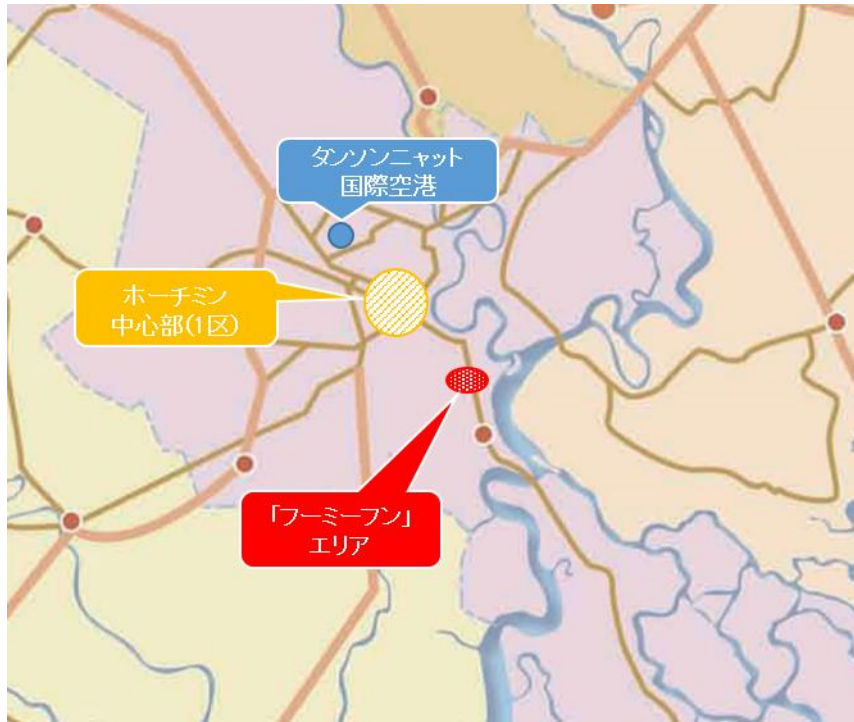 タンソンニャット
国際空港
ホーチミン
中心部(1区)
「フーミーフン」
エリア